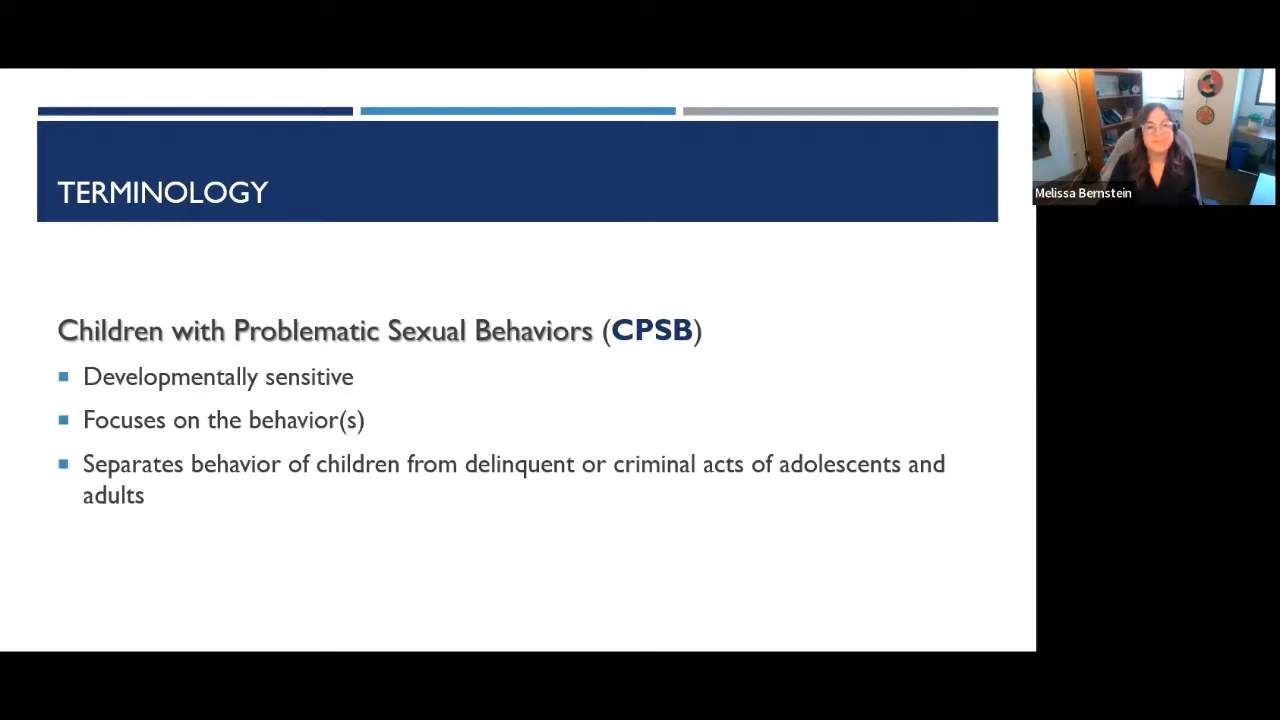 TERMINOLOGY
Melissa Bernstein
Children with Problematic Sexual Behaviors (CPSB)
Developmentally sensitive
Focuses on the behavior(s)
Separates behavior of children from delinquent or criminal acts of adolescents and
adults